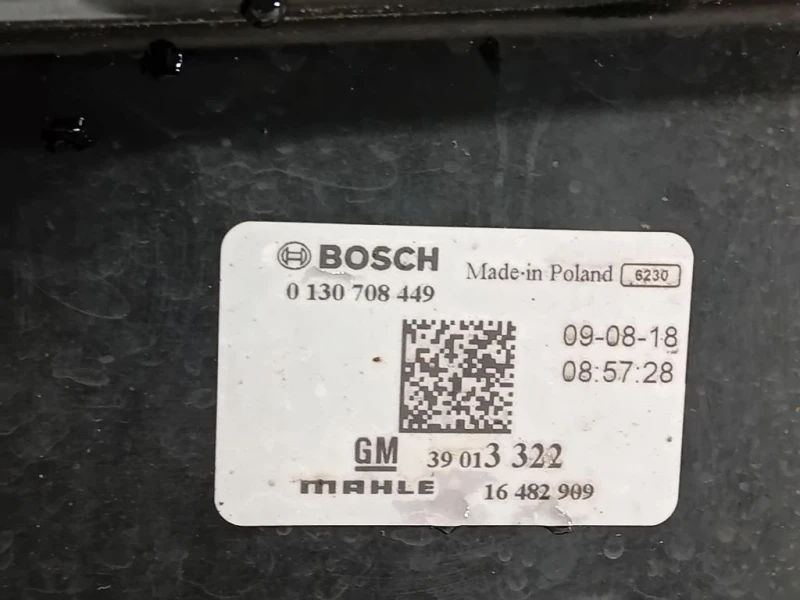 BOSCH Made in Poland 6230
0 130 708 449
09-08-18
08:57:28
GM 39 013 322
MAHLE 16 482 909